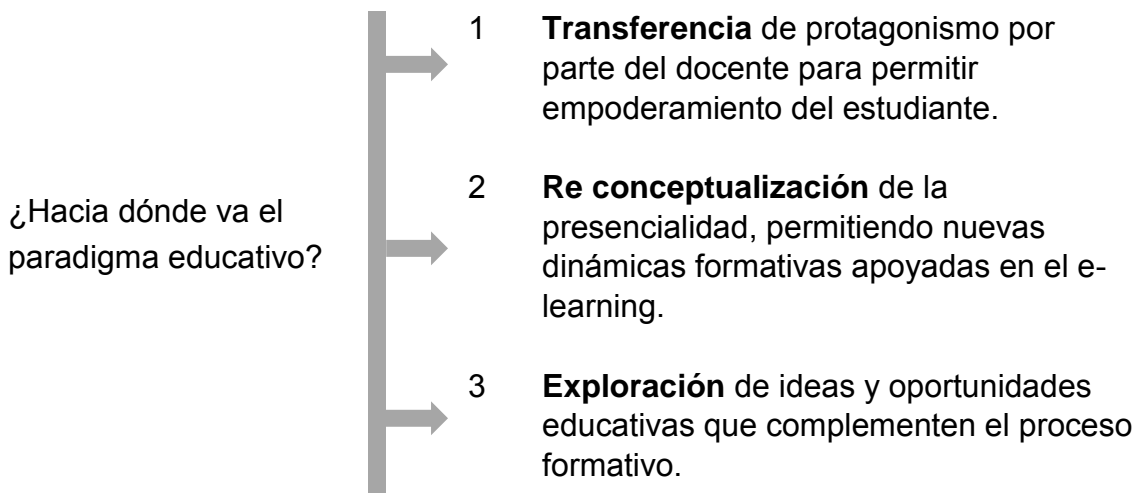 ¿Hacia dónde va el
paradigma educativo?
1 Transferencia de protagonismo por
parte del docente para permitir
empoderamiento del estudiante.
2 Re conceptualización de la
presencialidad, permitiendo nuevas
dinámicas formativas apoyadas en el e-
learning.
3 Exploración de ideas y oportunidades
educativas que complementen el proceso
formativo.